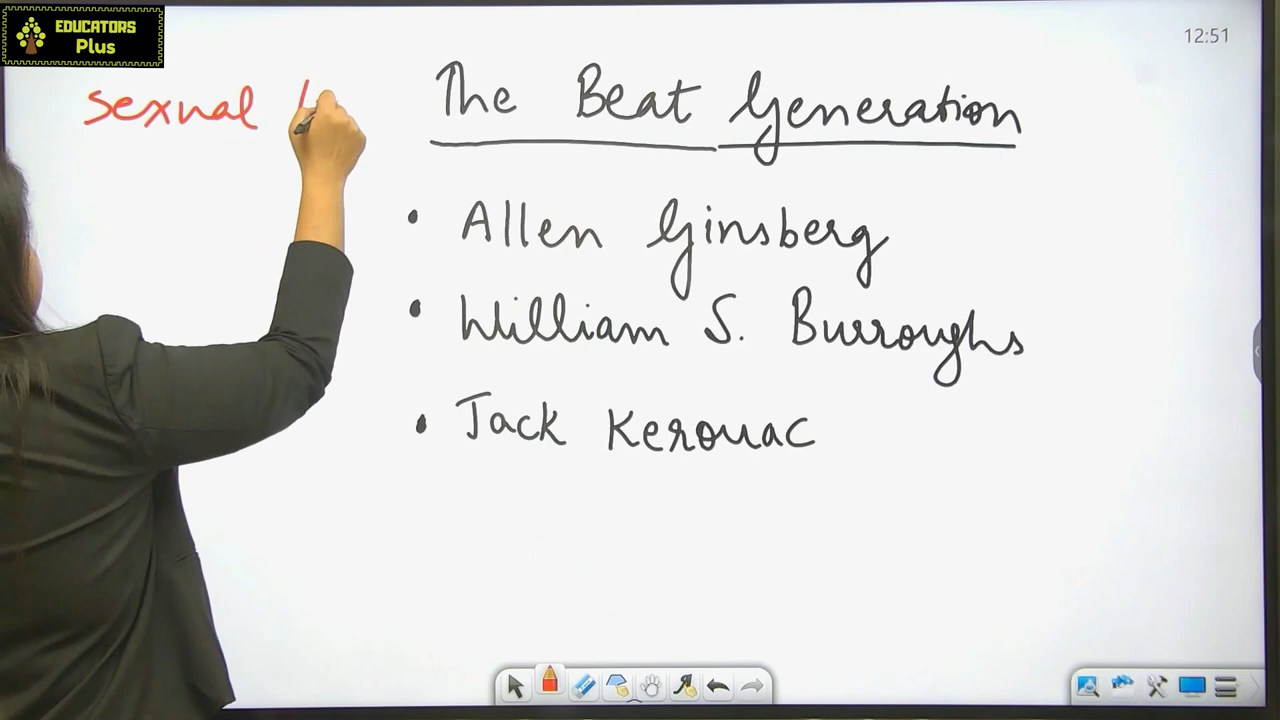 EDUCATORS
Plus
12:51
sexual
The Beat Generation
• Allen Ginsberg
• William S. Burroughs
• Jack Kerouac